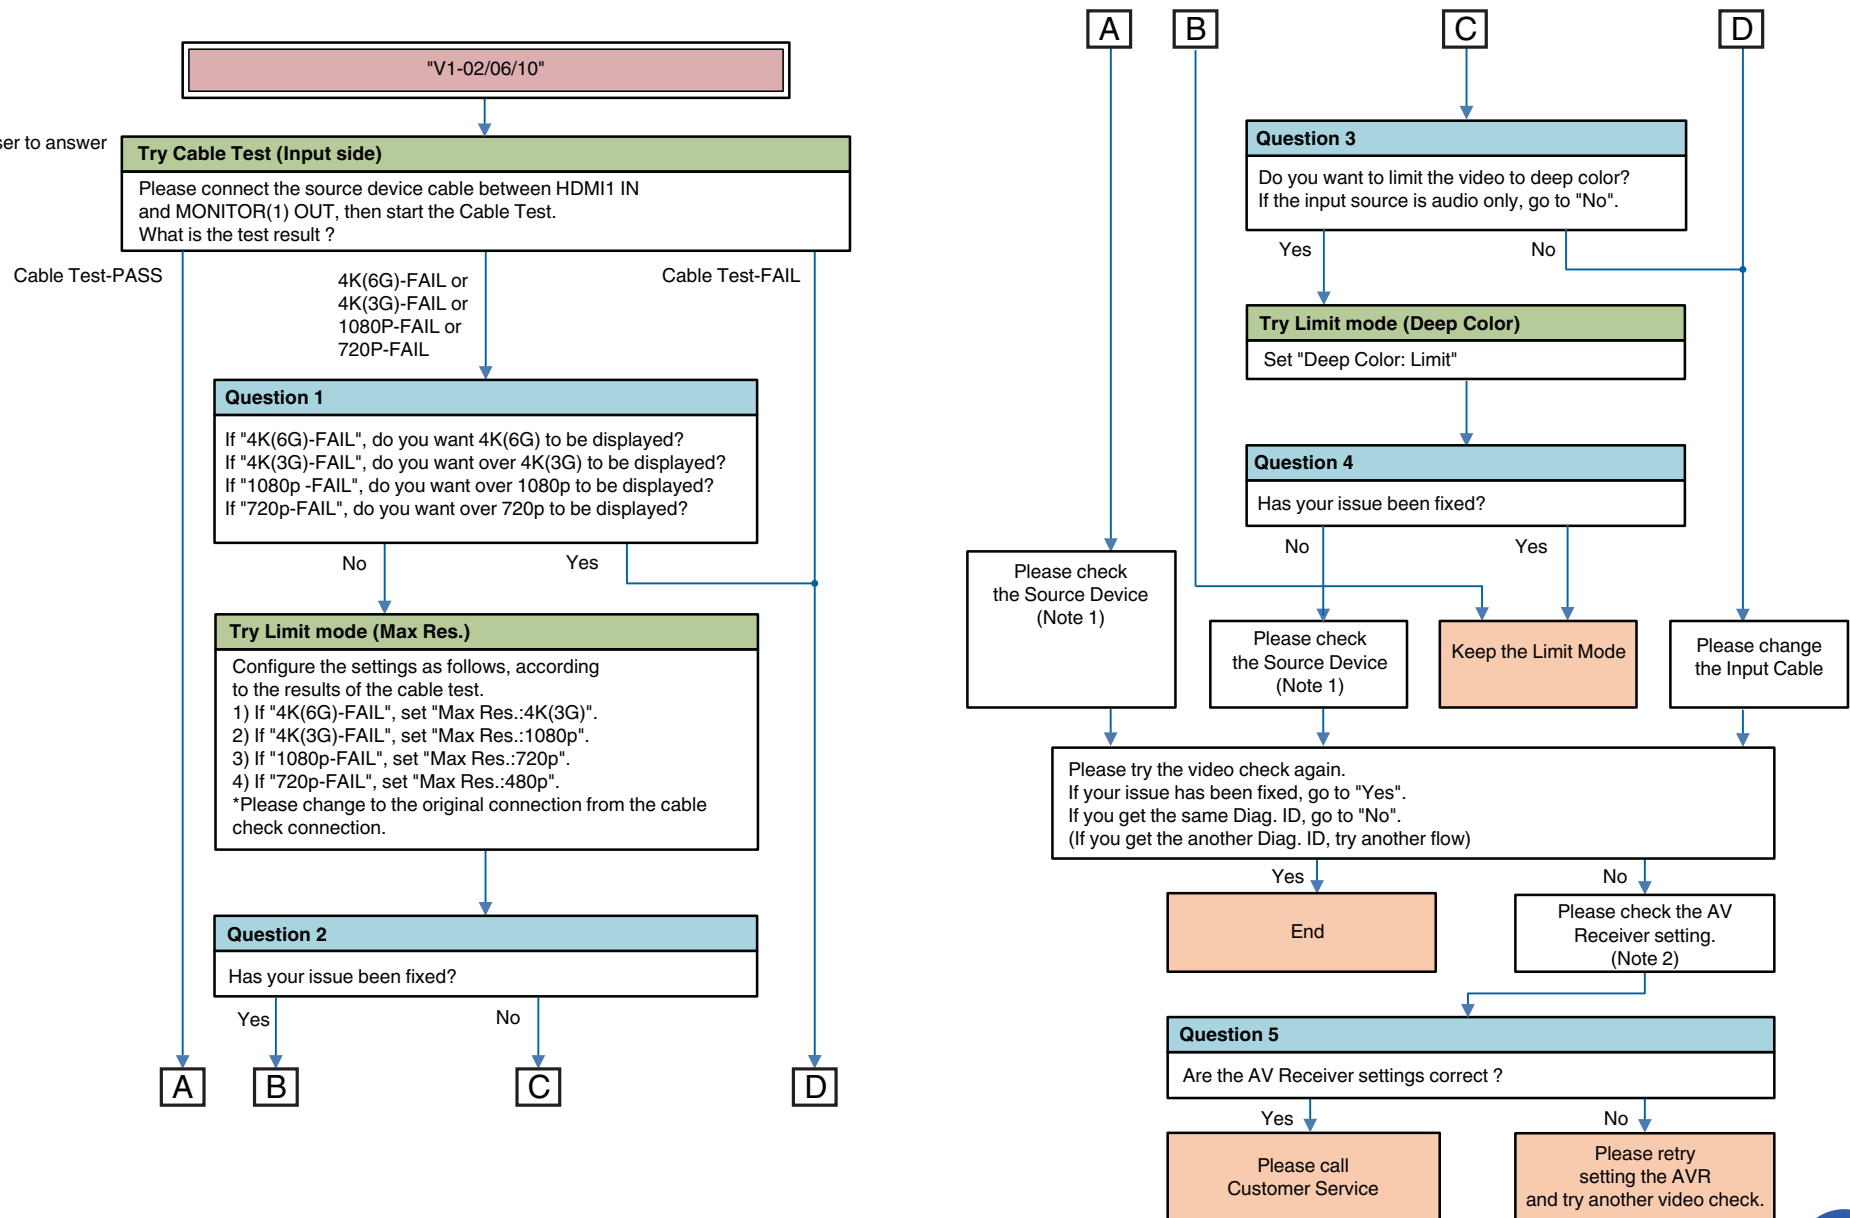 "V1-02/06/10"
to answer
Try Cable Test (Input side)
Please connect the source device cable between HDMI1 IN
and MONITOR(1) OUT, then start the Cable Test.
What is the test result ?
Cable Test-PASS
4K(6G)-FAIL or
4K(3G)-FAIL or
1080P-FAIL or
720P-FAIL
Cable Test-FAIL
Question 1
If "4K(6G)-FAIL", do you want 4K(6G) to be displayed?
If "4K(3G)-FAIL", do you want over 4K(3G) to be displayed?
If "1080p -FAIL", do you want over 1080p to be displayed?
If "720p-FAIL", do you want over 720p to be displayed?
No
Yes
Try Limit mode (Max Res.)
Configure the settings as follows, according
to the results of the cable test.
1) If "4K(6G)-FAIL", set "Max Res.:4K(3G)".
2) If "4K(3G)-FAIL", set "Max Res.:1080p".
3) If "1080p-FAIL", set "Max Res.:720p".
4) If "720p-FAIL", set "Max Res.:480p".
*Please change to the original connection from the cable
check connection.
Question 2
Has your issue been fixed?
Yes
No
A
B
C
D
A
B
C
D
Question 3
Do you want to limit the video to deep color?
If the input source is audio only, go to "No".
Yes
No
Try Limit mode (Deep Color)
Set "Deep Color: Limit"
Question 4
Has your issue been fixed?
No
Yes
Please check
the Source Device
(Note 1)
Please check
the Source Device
(Note 1)
Keep the Limit Mode
Please change
the Input Cable
Please try the video check again.
If your issue has been fixed, go to "Yes".
If you get the same Diag. ID, go to "No".
(If you get the another Diag. ID, try another flow)
Yes
No
End
Please check the AV
Receiver setting.
(Note 2)
Question 5
Are the AV Receiver settings correct ?
Yes
No
Please call
Customer Service
Please retry
setting the AVR
and try another video check.